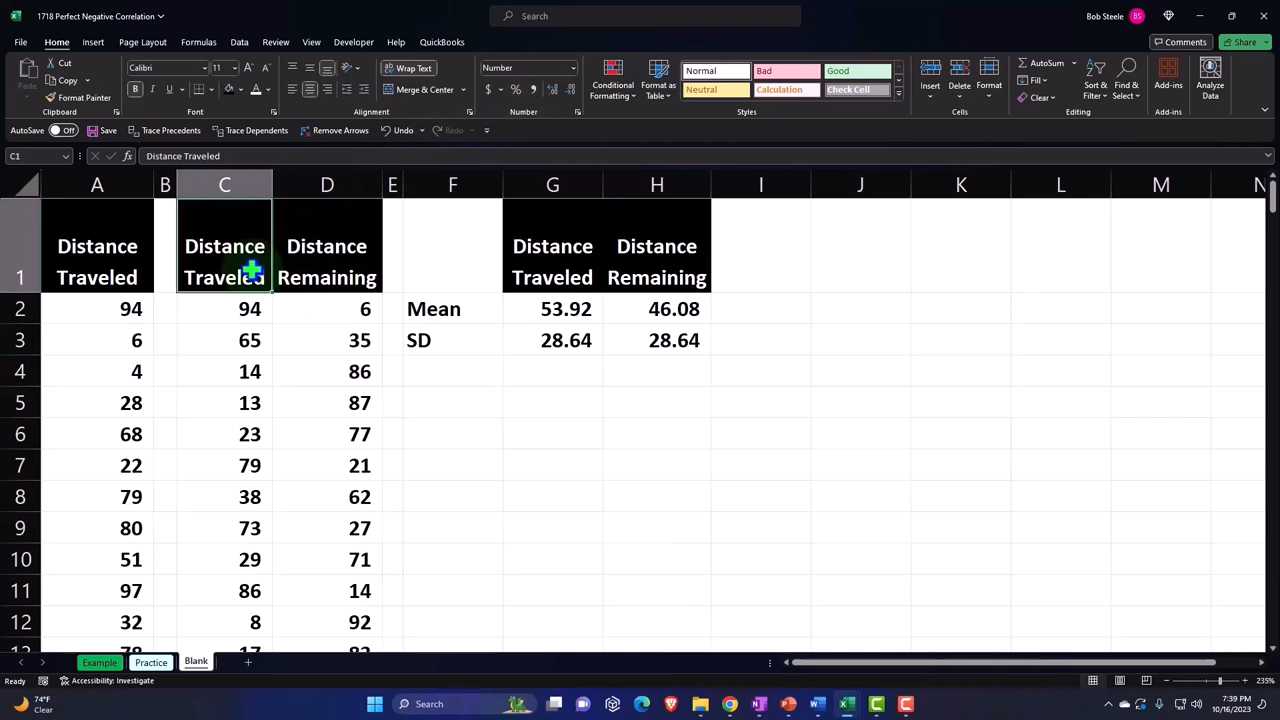 1718 Perfect Negative Correlation
Search
Bob Steele BS
File Home Insert Page Layout Formulas Data Review View Developer Help QuickBooks
Comments Share
Cut
Copy
Paste
Format Painter
Clipboard
Calibri 11
Font
Wrap Text
Merge & Center
Alignment
Number
Number
Conditional Formatting
Format as Table
Normal Bad Good
Neutral Calculation Check Cell
Styles
Insert Delete Format
Cells
AutoSum
Fill
Clear
Sort & Filter
Find & Select
Editing
Add-ins
Add-ins
Analyze Data
AutoSave Off Save Trace Precedents Trace Dependents Remove Arrows Undo Redo
C1 fx Distance Traveled
A B C D E F G H I J K L M N
1 Distance Traveled Distance Traveled Distance Remaining Distance Traveled Distance Remaining
2 94 94 6 Mean 53.92 46.08
3 6 65 35 SD 28.64 28.64
4 4 14 86
5 28 13 87
6 68 23 77
7 22 79 21
8 79 38 62
9 80 73 27
10 51 29 71
11 97 86 14
12 32 8 92
Example Practice Blank
Ready Accessibility: Investigate 235%
74°F
Clear
Search
7:39 PM
10/16/2023